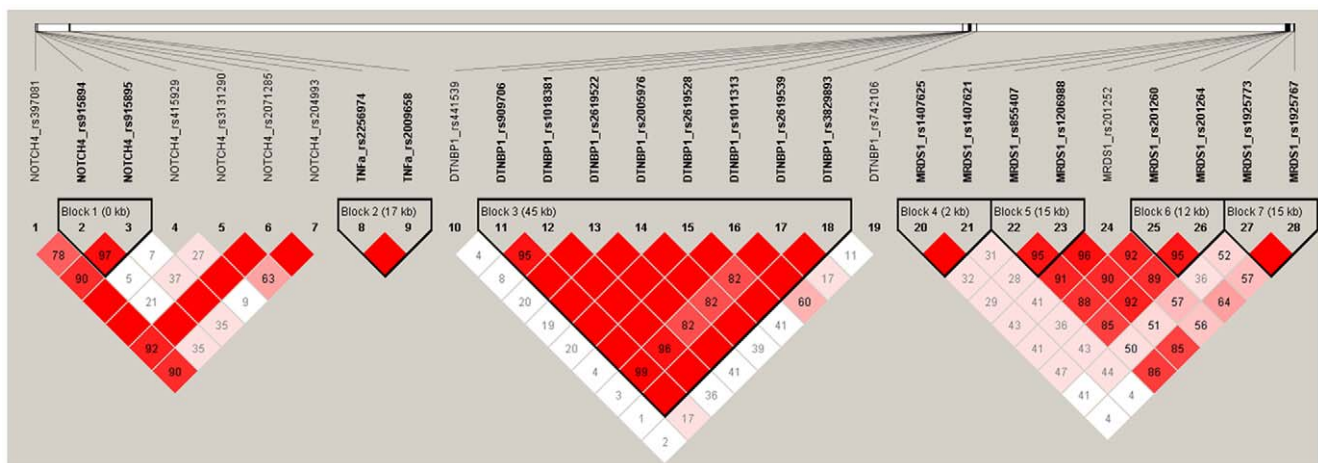 NOTCH4_rs397081
NOTCH4_rs915894
NOTCH4_rs915895
NOTCH4_rs415929
NOTCH4_rs3131290
NOTCH4_rs2071285
NOTCH4_rs204993
TNFa_rs2256974
TNFa_rs2009658
DTNBP1_rs441539
DTNBP1_rs909706
DTNBP1_rs1018381
DTNBP1_rs2619522
DTNBP1_rs2005976
DTNBP1_rs2619528
DTNBP1_rs1011313
DTNBP1_rs2619539
DTNBP1_rs3829893
DTNBP1_rs742106
MRDS1_rs1407625
MRDS1_rs1407621
MRDS1_rs855407
MRDS1_rs1206988
MRDS1_rs201252
MRDS1_rs201260
MRDS1_rs201264
MRDS1_rs1925773
MRDS1_rs1925767
Block 1 (0 kb) Block 2 (17 kb) Block 3 (45 kb) Block 4 (2 kb) Block 5 (15 kb) Block 6 (12 kb) Block 7 (15 kb)
1 2 3 4 5 6 7 8 9 10 11 12 13 14 15 16 17 18 19 20 21 22 23 24 25 26 27 28
78 97 7 27 4 95 11 31 95 96 92 95 52
90 5 37 63 8 82 17 32 28 91 90 89 36 57
21 9 20 82 60 29 41 88 92 57 64
35 19 82 41 43 36 85 51 56
92 35 20 96 39 41 43 50 85
90 4 99 41 47 44 86
3 36 41 4
1 17 4
2